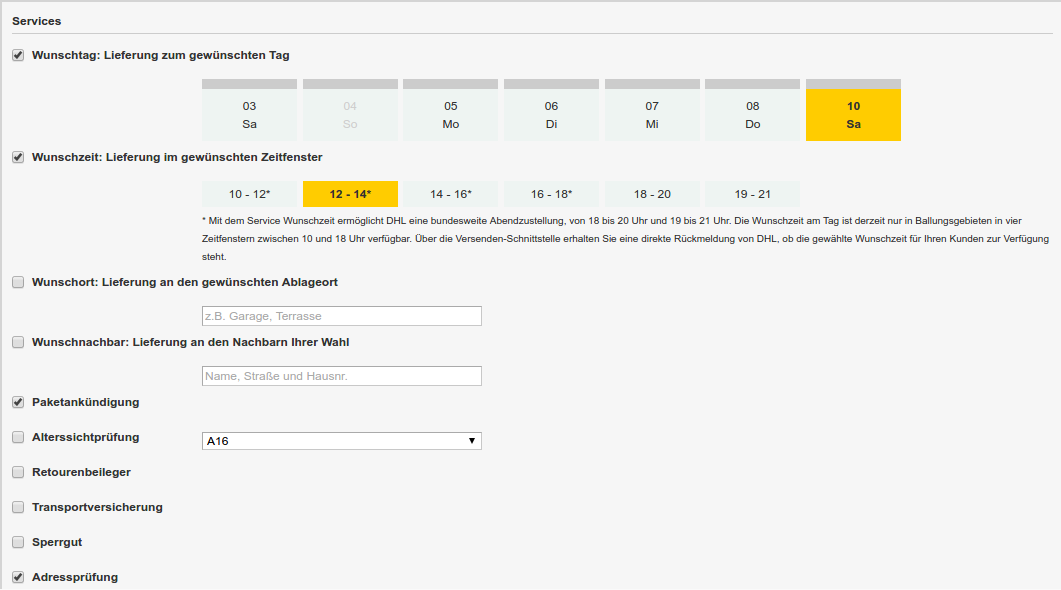 Services
Wunschtag: Lieferung zum gewünschten Tag
03 04 05 06 07 08 10
Sa So Mo Di Mi Do Sa
Wunschzeit: Lieferung im gewünschten Zeitfenster
10 - 12* 12 - 14* 14 - 16* 16 - 18* 18 - 20 19 - 21
* Mit dem Service Wunschzeit ermöglicht DHL eine bundesweite Abendzustellung, von 18 bis 20 Uhr und 19 bis 21 Uhr. Die Wunschzeit am Tag ist derzeit nur in Ballungsgebieten in vier
Zeitfenstern zwischen 10 und 18 Uhr verfügbar. Über die Versenden-Schnittstelle erhalten Sie eine direkte Rückmeldung von DHL, ob die gewählte Wunschzeit für Ihren Kunden zur Verfügung
steht.
Wunschort: Lieferung an den gewünschten Ablageort
z.B. Garage, Terrasse
Wunschnachbar: Lieferung an den Nachbarn Ihrer Wahl
Name, Straße und Hausnr.
Paketankündigung
Alterssichtprüfung A16
Retourenbeileger
Transportversicherung
Sperrgut
Adressprüfung